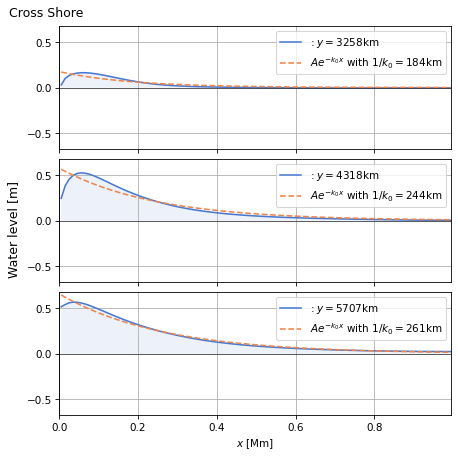 Cross Shore
0.5
0.0
−0.5
: y = 3258km
Ae^{−k₀x} with 1/k₀ = 184km
0.5
0.0
−0.5
: y = 4318km
Ae^{−k₀x} with 1/k₀ = 244km
Water level [m]
0.5
0.0
−0.5
: y = 5707km
Ae^{−k₀x} with 1/k₀ = 261km
0.0 0.2 0.4 0.6 0.8
x [Mm]